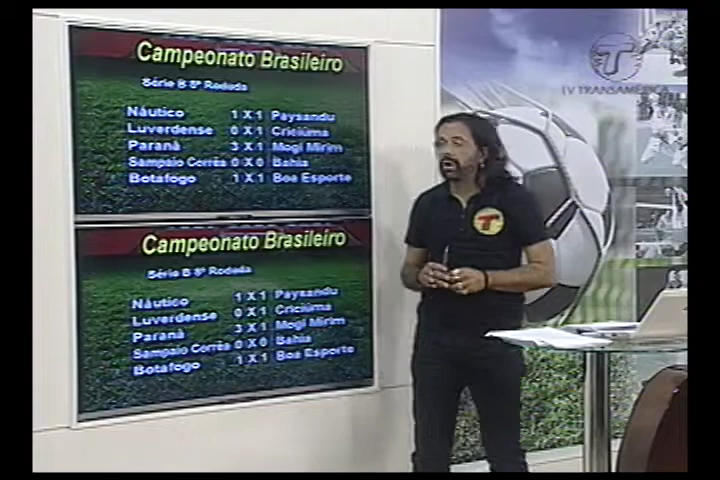 Campeonato Brasileiro
Série B 8ª Rodada
Náutico 1 X 1 Paysandu
Luverdense 0 X 1 Criciúma
Paraná 3 X 1 Mogi Mirim
Sampaio Corrêa 0 X 0 Bahia
Botafogo 1 X 1 Boa Esporte
Campeonato Brasileiro
Série B 8ª Rodada
Náutico 1 X 1 Paysandu
Luverdense 0 X 1 Criciúma
Paraná 3 X 1 Mogi Mirim
Sampaio Corrêa 0 X 0 Bahia
Botafogo 1 X 1 Boa Esporte
T
T
TV TRANSAMÉRICA